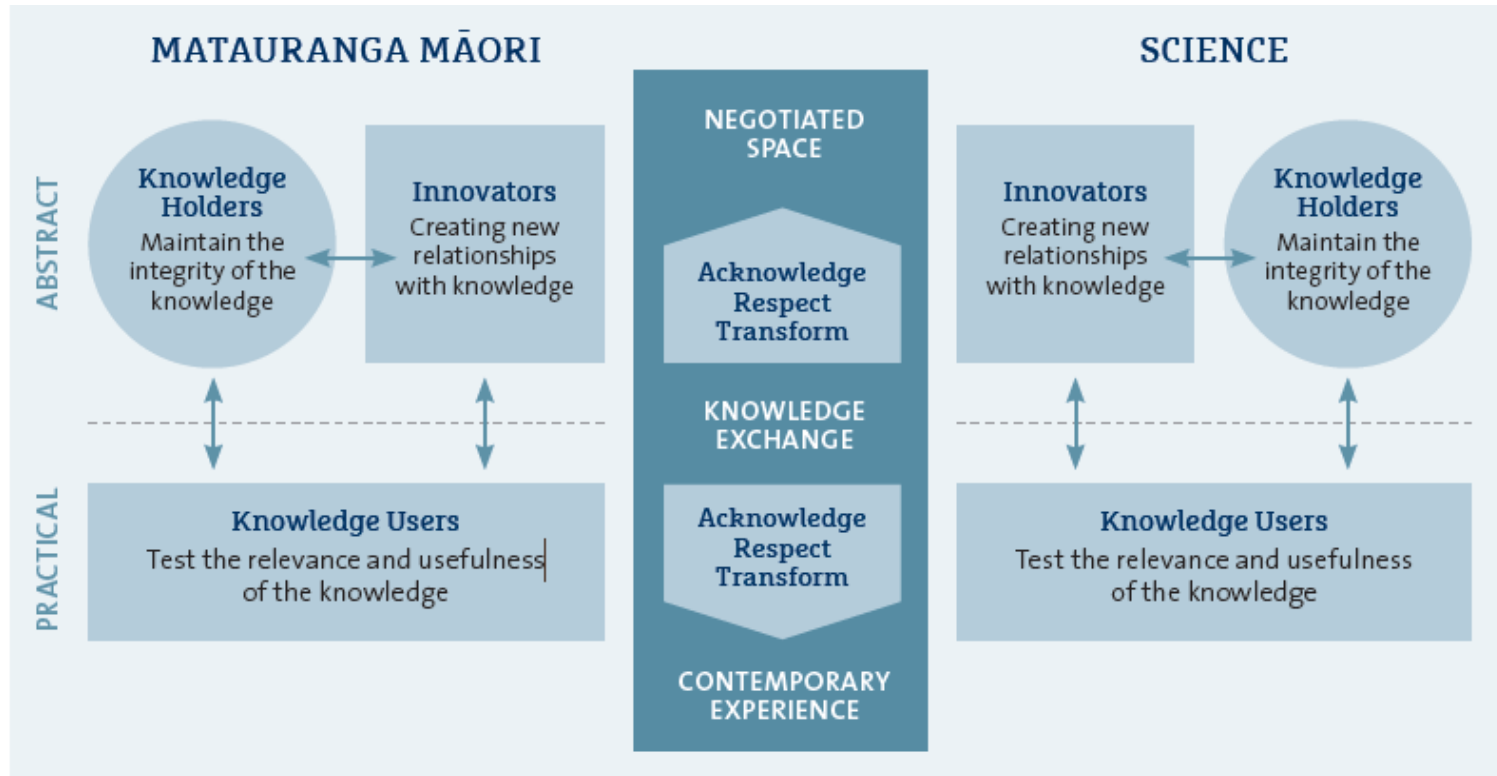 MATAURANGA MĀORI
SCIENCE
ABSTRACT
Knowledge
Holders
Maintain the
integrity of the
knowledge
Innovators
Creating new
relationships
with knowledge
NEGOTIATED
SPACE
Acknowledge
Respect
Transform
Innovators
Creating new
relationships
with knowledge
Knowledge
Holders
Maintain the
integrity of the
knowledge
KNOWLEDGE
EXCHANGE
PRACTICAL
Knowledge Users
Test the relevance and usefulness
of the knowledge
Acknowledge
Respect
Transform
Knowledge Users
Test the relevance and usefulness
of the knowledge
CONTEMPORARY
EXPERIENCE